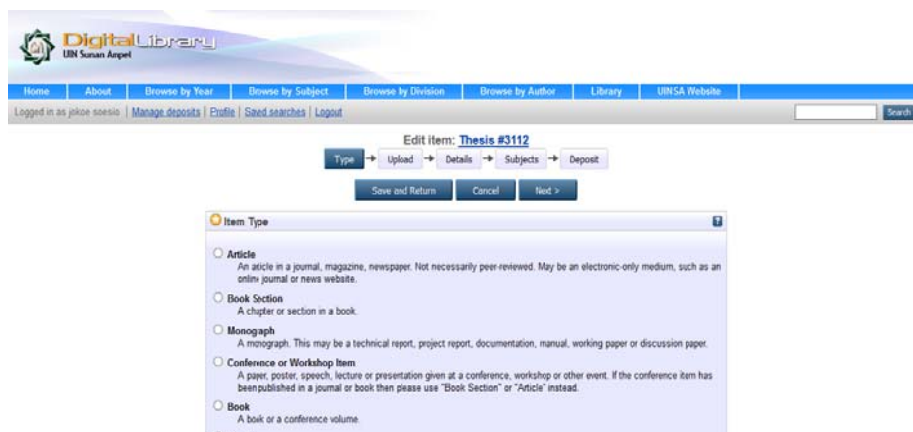 DigitalLibrary
UIN Sunan Ampel
Home About Browse by Year Browse by Subject Browse by Division Browse by Author Library UINSA Website
Logged in as jokoe soesio | Manage deposits | Profile | Saved searches | Logout Search
Edit item: Thesis #3112
Type → Upload → Details → Subjects → Deposit
Save and Return Cancel Next >
Item Type
Article
An aticle in a journal, magazine, newspaper. Not necessarily peer-reviewed. May be an electronic-only medium, such as an
online journal or news website.
Book Section
A chapter or section in a book.
Monogaph
A monograph. This may be a technical report, project report, documentation, manual, working paper or discussion paper.
Conference or Workshop Item
A paper, poster, speech, lecture or presentation given at a conference, workshop or other event. If the conference item has
beenpublished in a journal or book then please use "Book Section" or "Article" instead.
Book
A book or a conference volume.